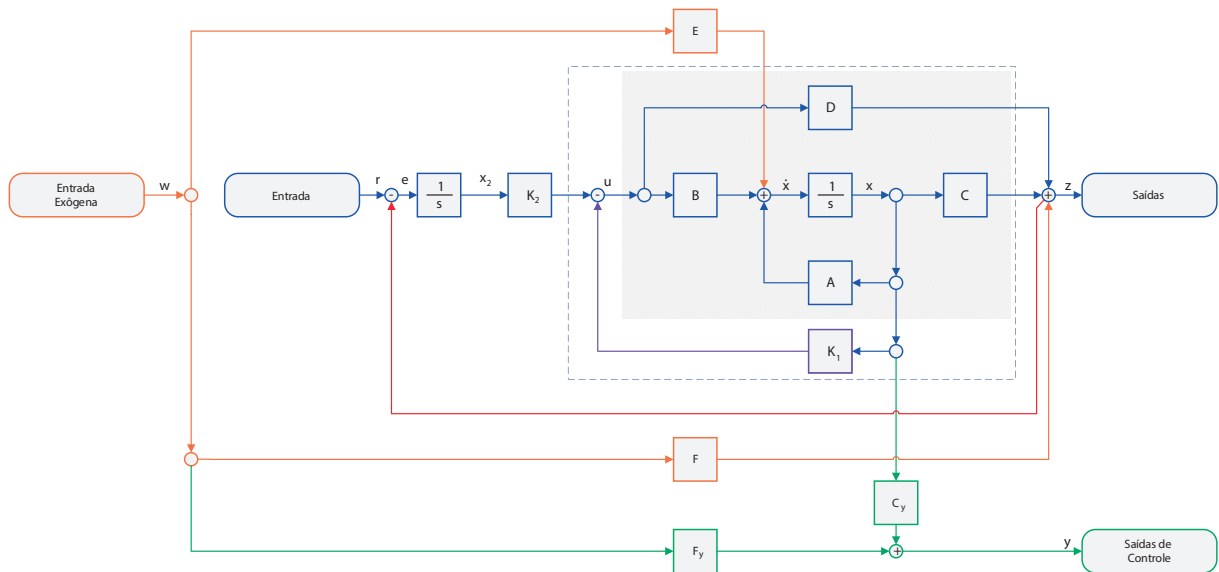 E
D
Entrada
Exôgena
w
Entrada
r
-
e
1
s
x2
K2
-
u
B
+
ẋ
1
s
x
C
+
z
Saídas
A
K1
F
Cy
Fy
+
y
Saídas de
Controle